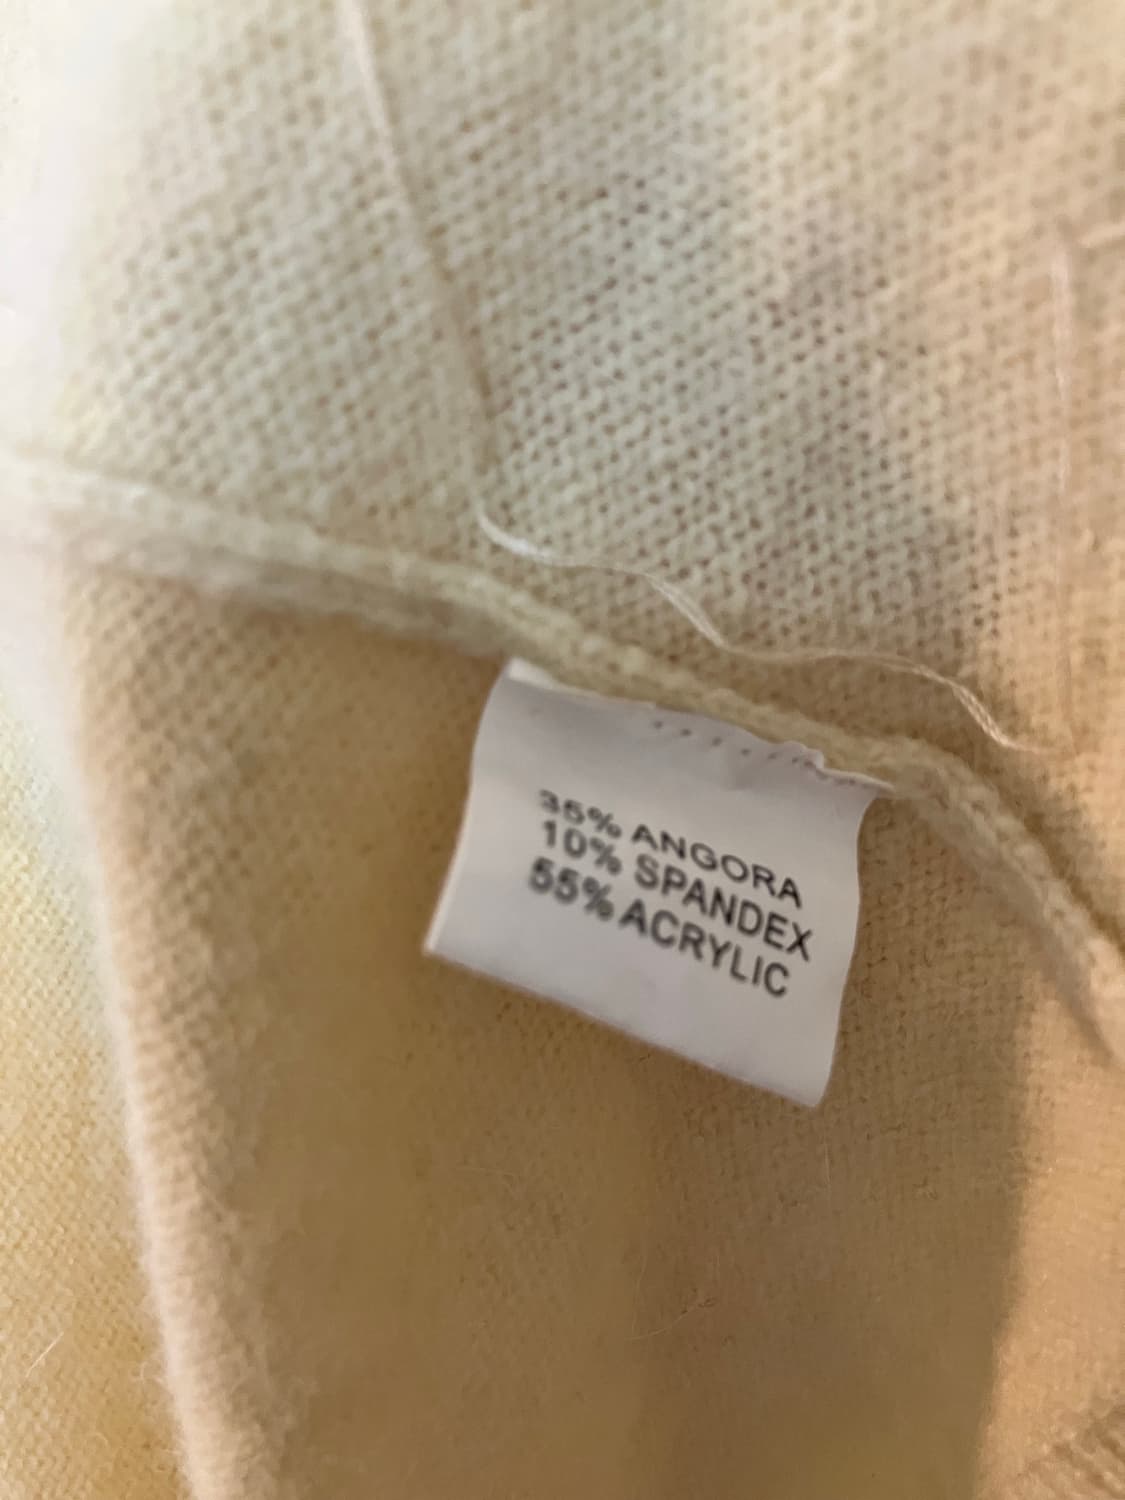 35% ANGORA
10% SPANDEX
55% ACRYLIC